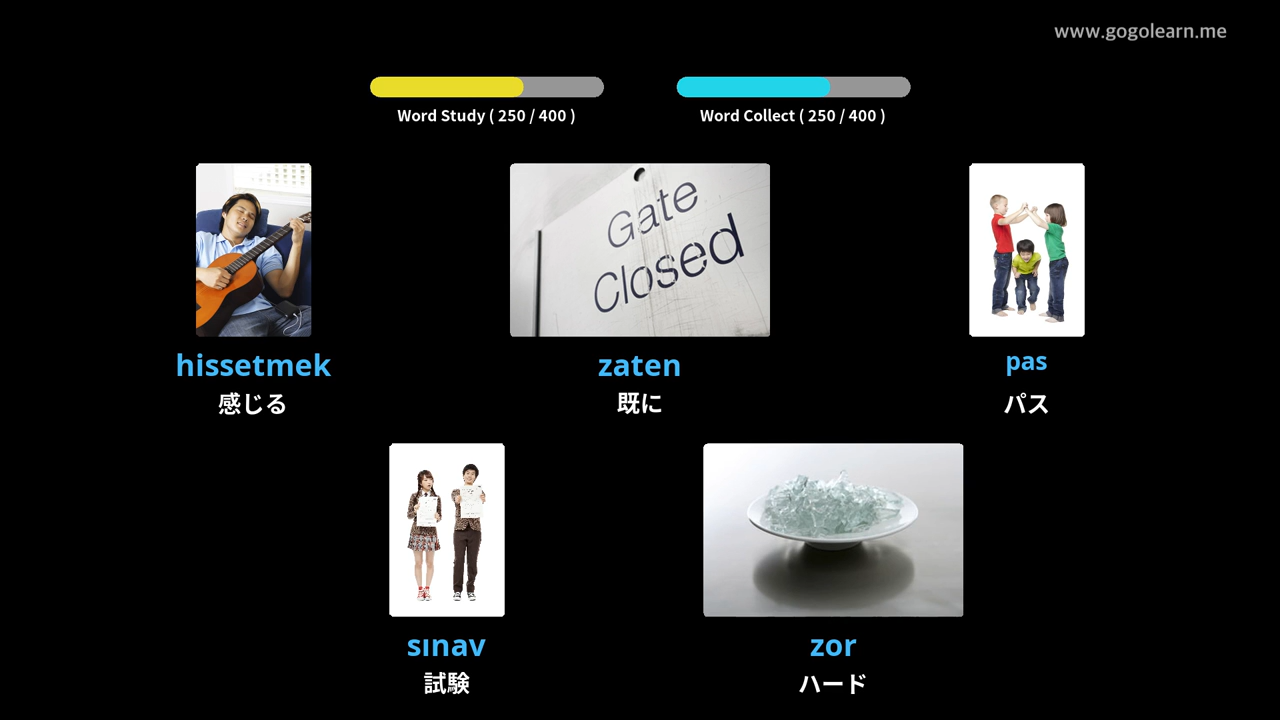 www.gogolearn.me
Word Study ( 250 / 400 )
Word Collect ( 250 / 400 )
Gate
Closed
hissetmek
感じる
zaten
既に
pas
パス
sınav
試験
zor
ハード